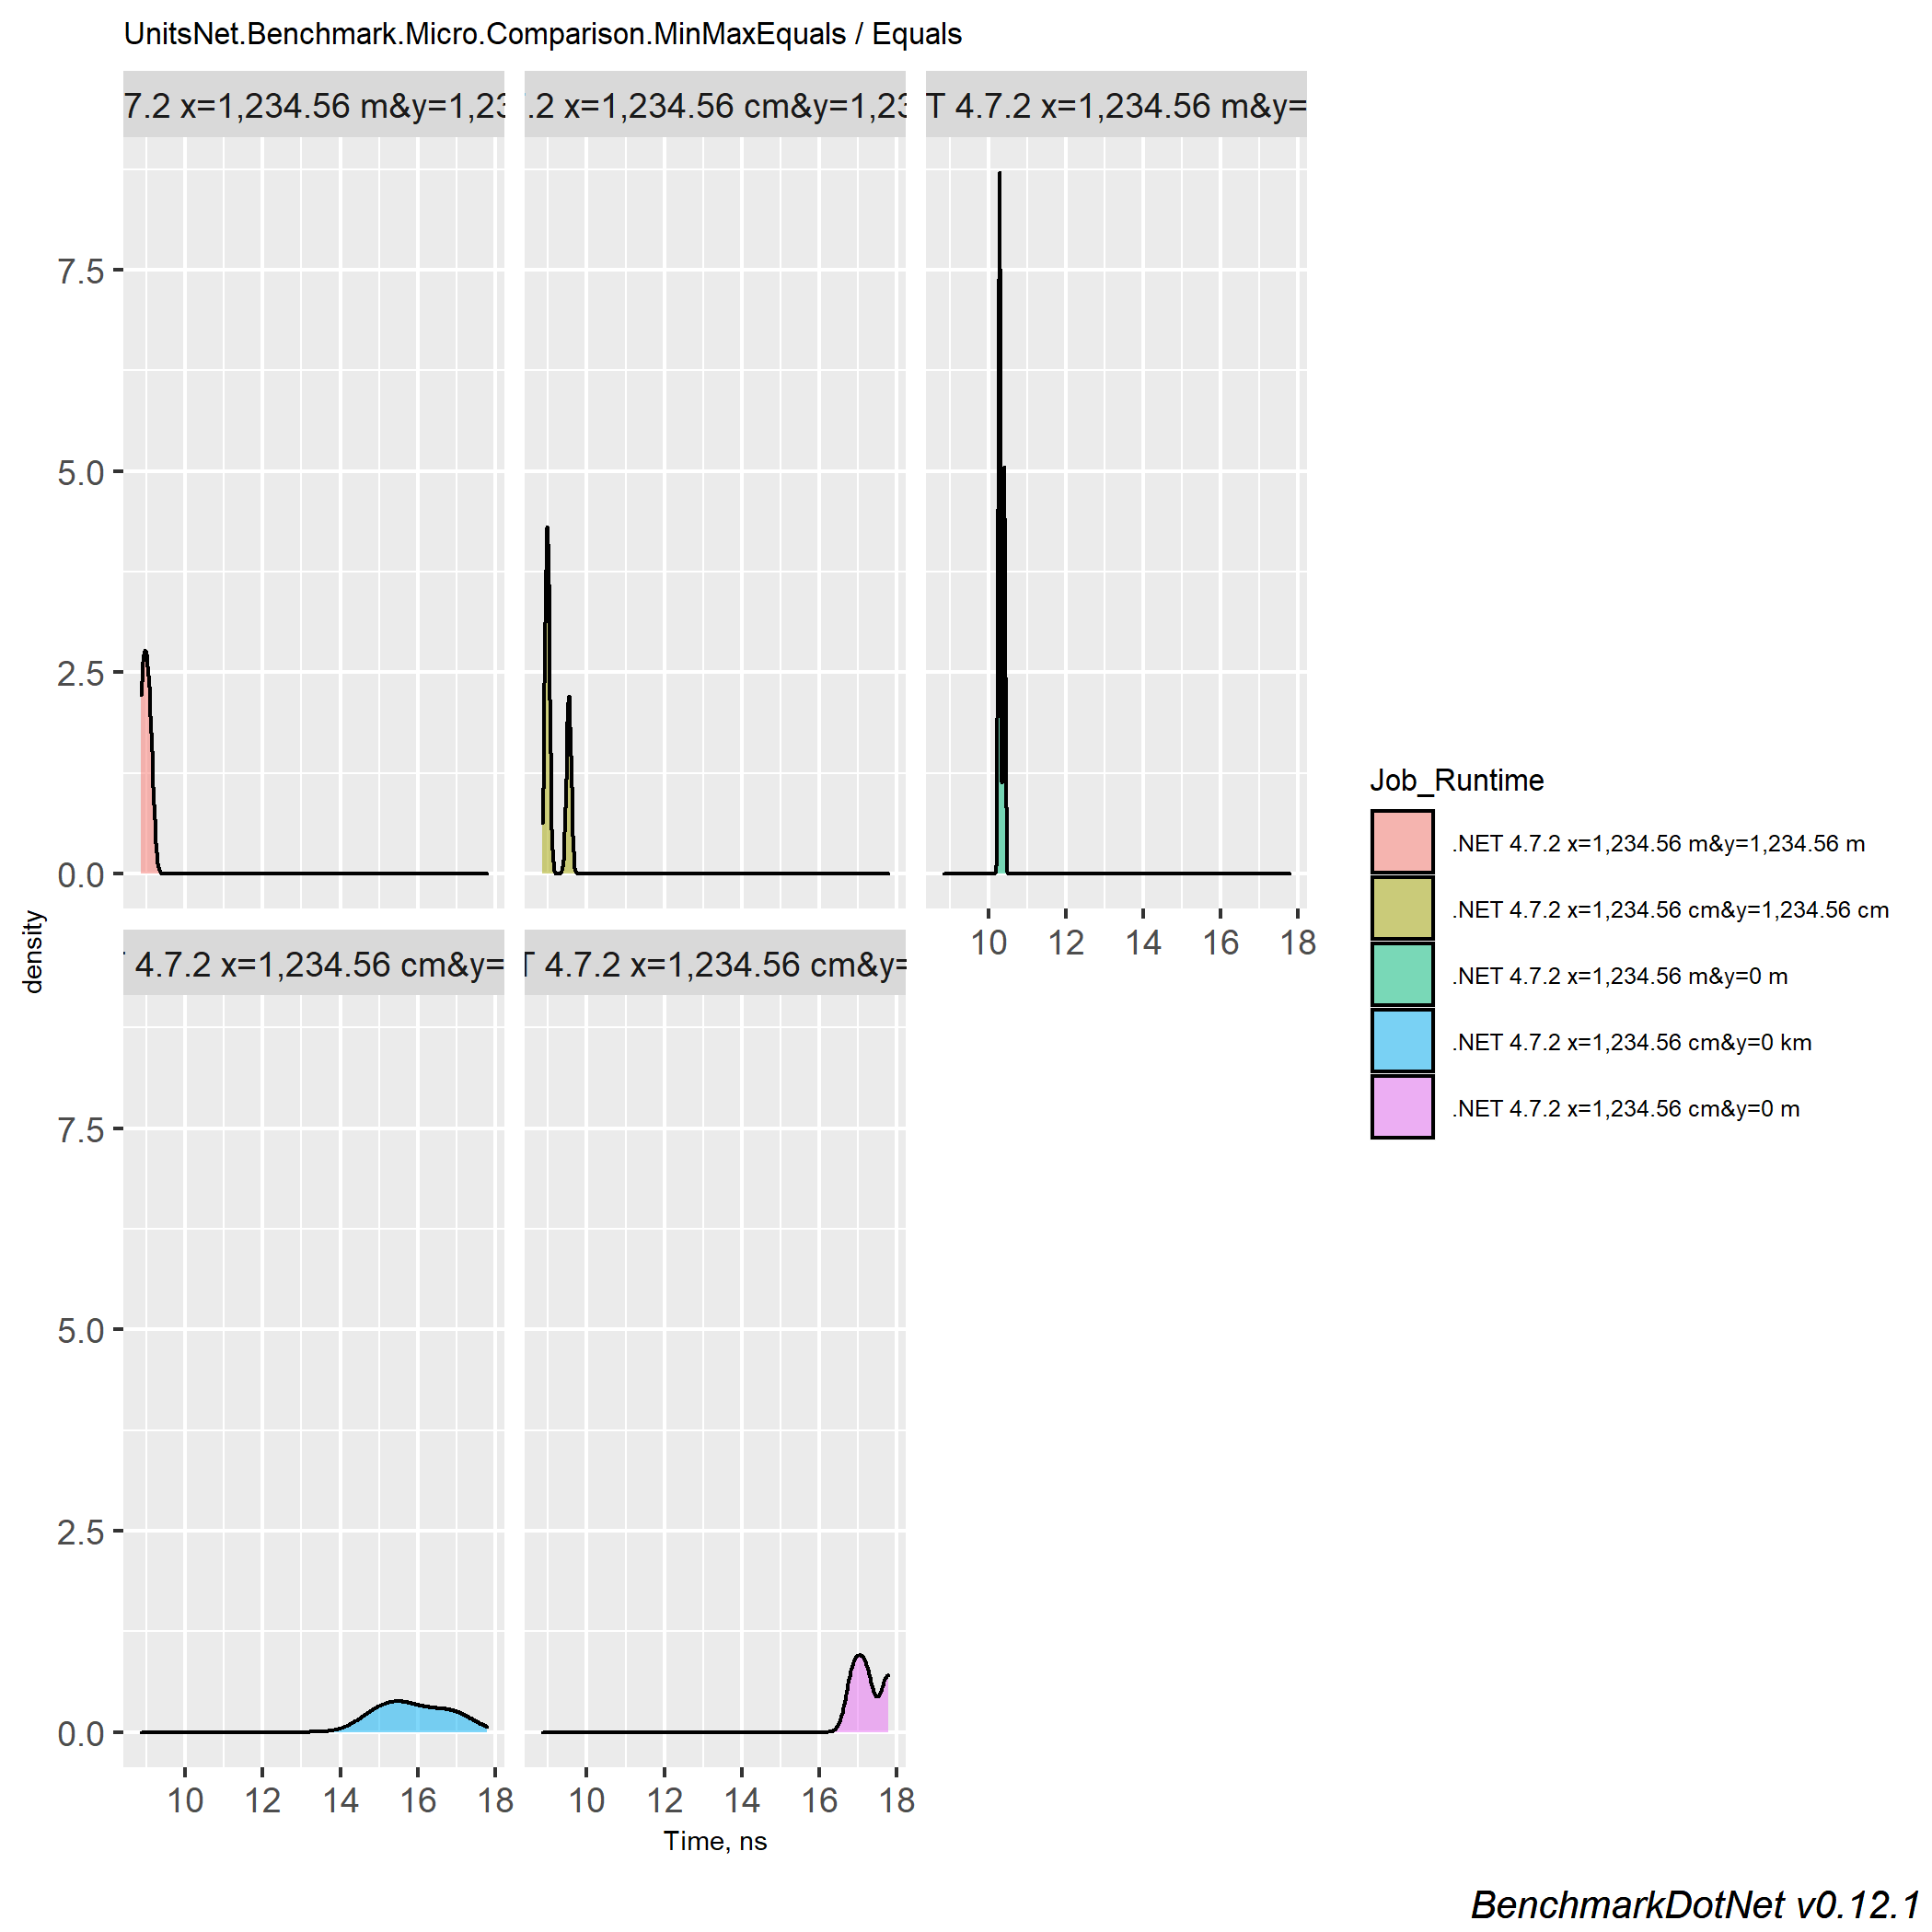 UnitsNet.Benchmark.Micro.Comparison.MinMaxEquals / Equals
7.2 x=1,234.56 m&y=1,23
.2 x=1,234.56 cm&y=1,23
T 4.7.2 x=1,234.56 m&y=
7.5
5.0
2.5
0.0
10 12 14 16 18
4.7.2 x=1,234.56 cm&y=
T 4.7.2 x=1,234.56 cm&y=
7.5
5.0
2.5
0.0
10 12 14 16 18
10 12 14 16 18
density
Time, ns
Job_Runtime
.NET 4.7.2 x=1,234.56 m&y=1,234.56 m
.NET 4.7.2 x=1,234.56 cm&y=1,234.56 cm
.NET 4.7.2 x=1,234.56 m&y=0 m
.NET 4.7.2 x=1,234.56 cm&y=0 km
.NET 4.7.2 x=1,234.56 cm&y=0 m
BenchmarkDotNet v0.12.1